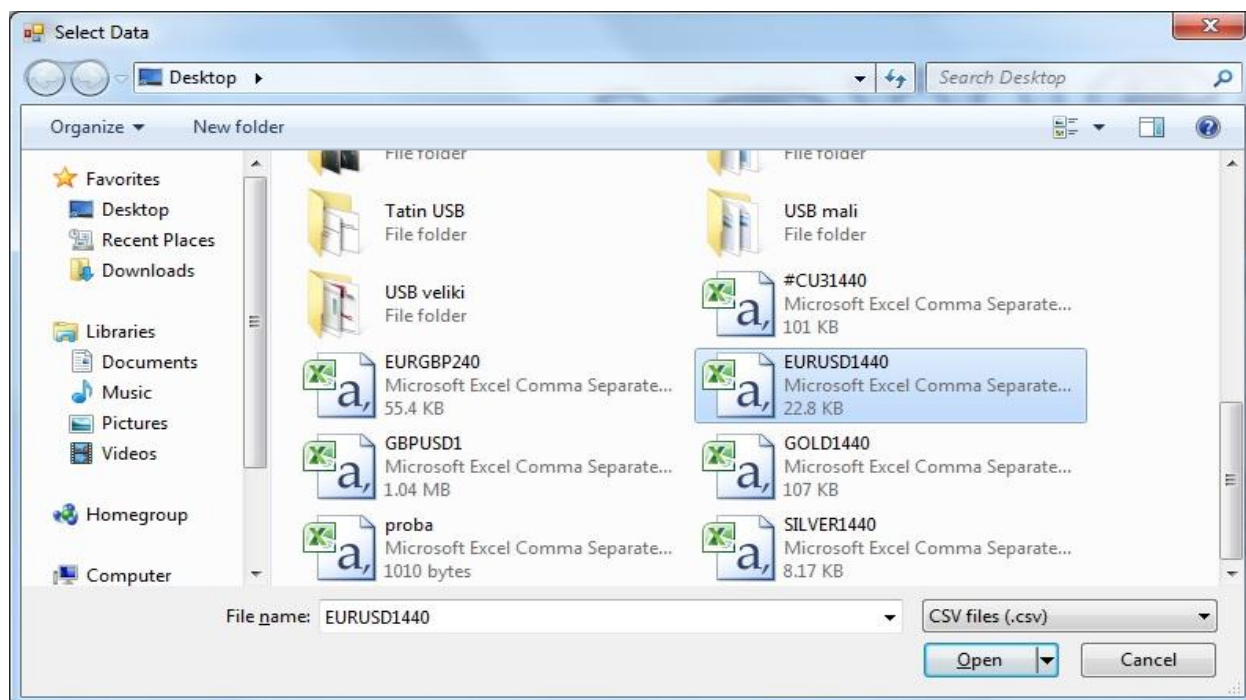 Select Data
Desktop
Search Desktop
Organize
New folder
File folder
File folder
Favorites
Desktop
Recent Places
Downloads
Libraries
Documents
Music
Pictures
Videos
Homegroup
Computer
Tatin USB
File folder
USB mali
File folder
USB veliki
File folder
#CU31440
Microsoft Excel Comma Separate...
101 KB
EURGBP240
Microsoft Excel Comma Separate...
55.4 KB
EURUSD1440
Microsoft Excel Comma Separate...
22.8 KB
GBPUSD1
Microsoft Excel Comma Separate...
1.04 MB
GOLD1440
Microsoft Excel Comma Separate...
107 KB
proba
Microsoft Excel Comma Separate...
1010 bytes
SILVER1440
Microsoft Excel Comma Separate...
8.17 KB
File name:
EURUSD1440
CSV files (.csv)
Open
Cancel